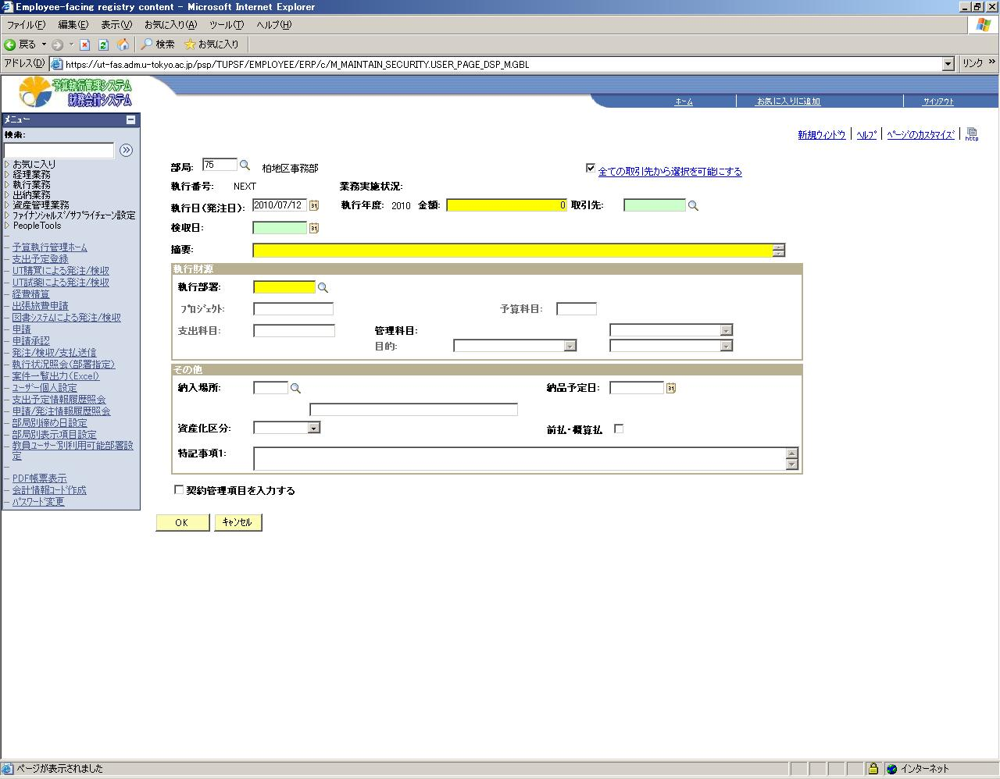 Employee-facing registry content - Microsoft Internet Explorer
ファイル(F) 編集(E) 表示(V) お気に入り(A) ツール(T) ヘルプ(H)
戻る 検索 お気に入り
アドレス(D) https://ut-fas.adm.u-tokyo.ac.jp/psp/TUPSF/EMPLOYEE/ERP/c/M_MAINTAIN_SECURITY.USER_PAGE_DSP_M.GBL リンク »
予算執行管理システム
財務会計システム
ホーム お気に入りに追加 サインアウト
メニュー
検索:
お気に入り
経理業務
執行業務
出納業務
資産管理業務
ファイナンシャルズ/サプライチェーン設定
PeopleTools
予算執行管理ホーム
支出予定登録
UT購買による発注/検収
UT試薬による発注/検収
経費精算
出張旅費申請
図書システムによる発注/検収
申請
申請承認
発注/検収/支払送信
執行状況照会(部署指定)
案件一覧出力(Excel)
ユーザー個人設定
支出予定情報履歴照会
申請/発注情報履歴照会
部局別締め日設定
部局別表示項目設定
教員ユーザー別利用可能部署設
定
PDF帳票表示
会計情報コード作成
パスワード変更
新規ウィンドウ ヘルプ ページのカスタマイズ http
部局: 75 柏地区事務部 全ての取引先から選択を可能にする
執行番号: NEXT 業務実施状況:
執行日(発注日): 2010/07/12 31 執行年度: 2010 金額: 0 取引先:
検収日: 31
摘要:
執行財源
執行部署:
プロジェクト: 予算科目:
支出科目: 管理科目:
目的:
その他
納入場所: 納品予定日: 31
資産化区分: 前払・概算払
特記事項1:
契約管理項目を入力する
OK キャンセル
ページが表示されました インターネット